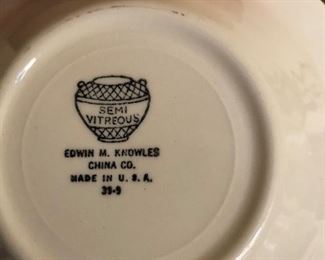 SEMI
VITREOUS
EDWIN M. KNOWLES
CHINA CO.
MADE IN U. S. A.
39-9